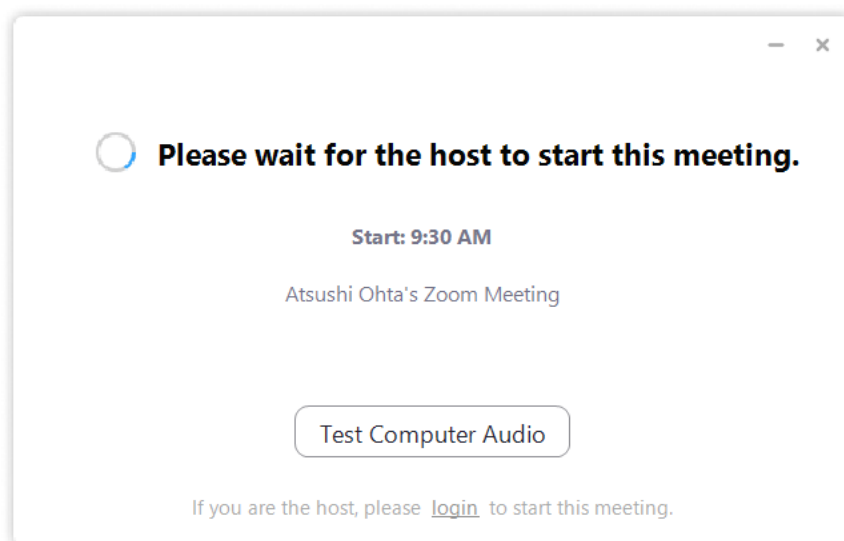 Please wait for the host to start this meeting.
Start: 9:30 AM
Atsushi Ohta's Zoom Meeting
Test Computer Audio
If you are the host, please login to start this meeting.